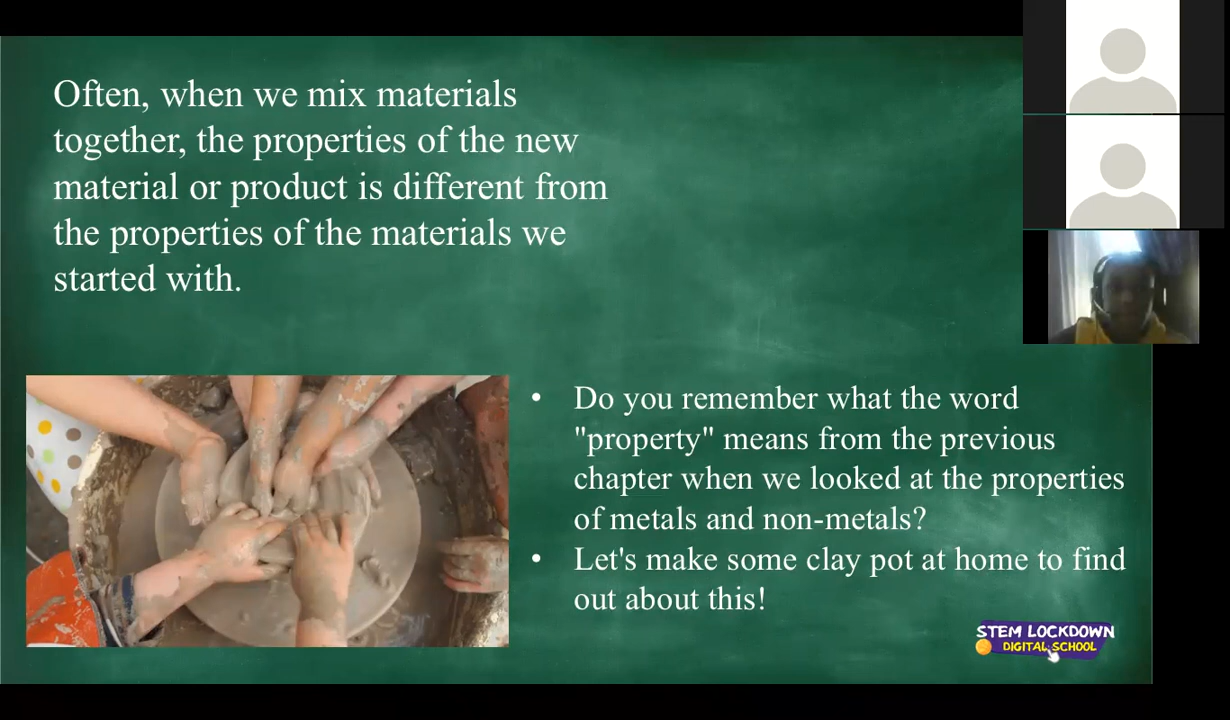 Often, when we mix materials
together, the properties of the new
material or product is different from
the properties of the materials we
started with.
• Do you remember what the word
"property" means from the previous
chapter when we looked at the properties
of metals and non-metals?
• Let's make some clay pot at home to find
out about this!
STEM LOCKDOWN
DIGITAL SCHOOL